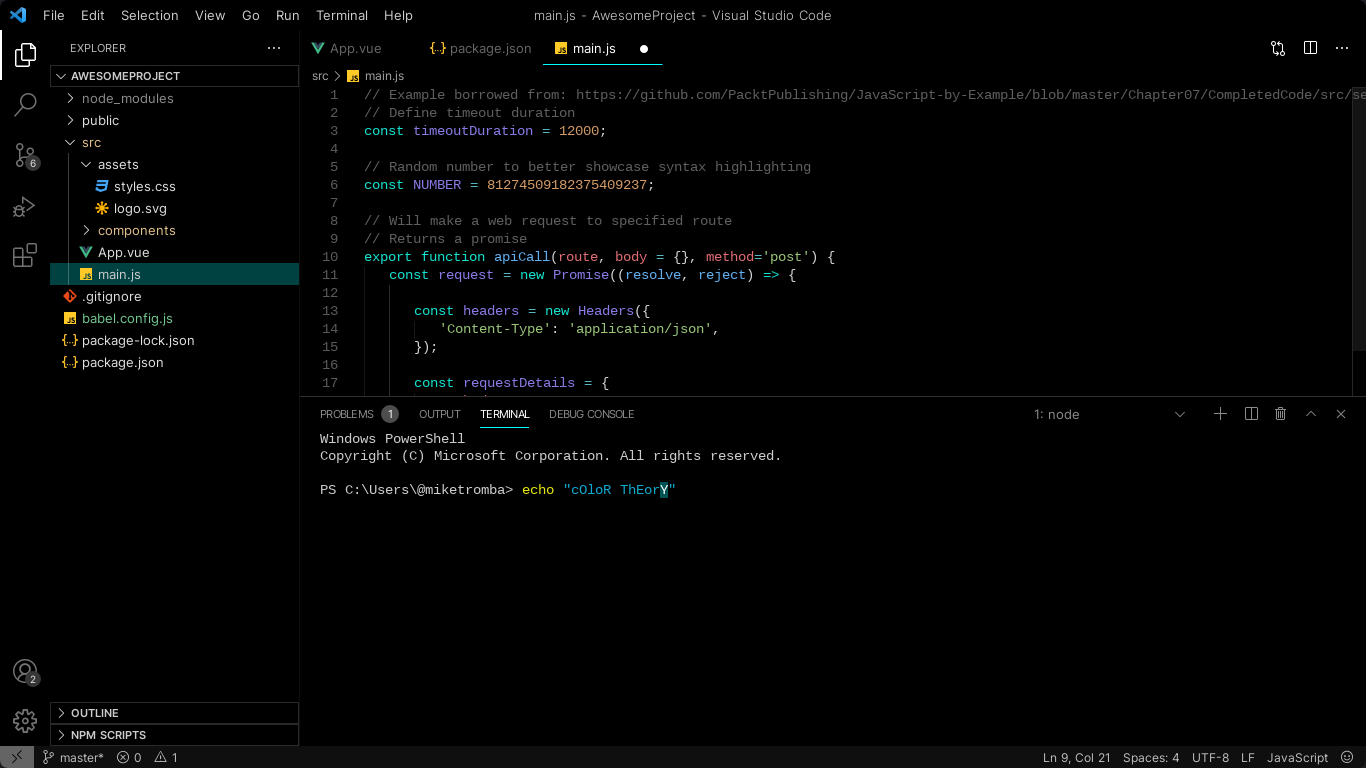 File Edit Selection View Go Run Terminal Help main.js - AwesomeProject - Visual Studio Code
EXPLORER
AWESOMEPROJECT
node_modules
public
src
assets
styles.css
logo.svg
components
App.vue
main.js
.gitignore
babel.config.js
package-lock.json
package.json
OUTLINE
NPM SCRIPTS
6
2
App.vue {..} package.json JS main.js
src > JS main.js
1 // Example borrowed from: https://github.com/PacktPublishing/JavaScript-by-Example/blob/master/Chapter07/CompletedCode/src/se
2 // Define timeout duration
3 const timeoutDuration = 12000;
4
5 // Random number to better showcase syntax highlighting
6 const NUMBER = 81274509182375409237;
7
8 // Will make a web request to specified route
9 // Returns a promise
10 export function apiCall(route, body = {}, method='post') {
11 const request = new Promise((resolve, reject) => {
12
13 const headers = new Headers({
14 'Content-Type': 'application/json',
15 });
16
17 const requestDetails = {
PROBLEMS 1 OUTPUT TERMINAL DEBUG CONSOLE 1: node
Windows PowerShell
Copyright (C) Microsoft Corporation. All rights reserved.
PS C:\Users\@miketromba> echo "cOloR ThEorY"
master* 0 1 Ln 9, Col 21 Spaces: 4 UTF-8 LF JavaScript